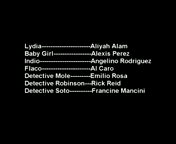 Lydia--------------------Aliyah Alam
Baby Girl---------------Alexis Perez
Indio--------------------Angelino Rodriguez
Flaco-------------------Al Caro
Detective Mole---------Emilio Rosa
Detective Robinson---Rick Reid
Detective Soto----------Francine Mancini